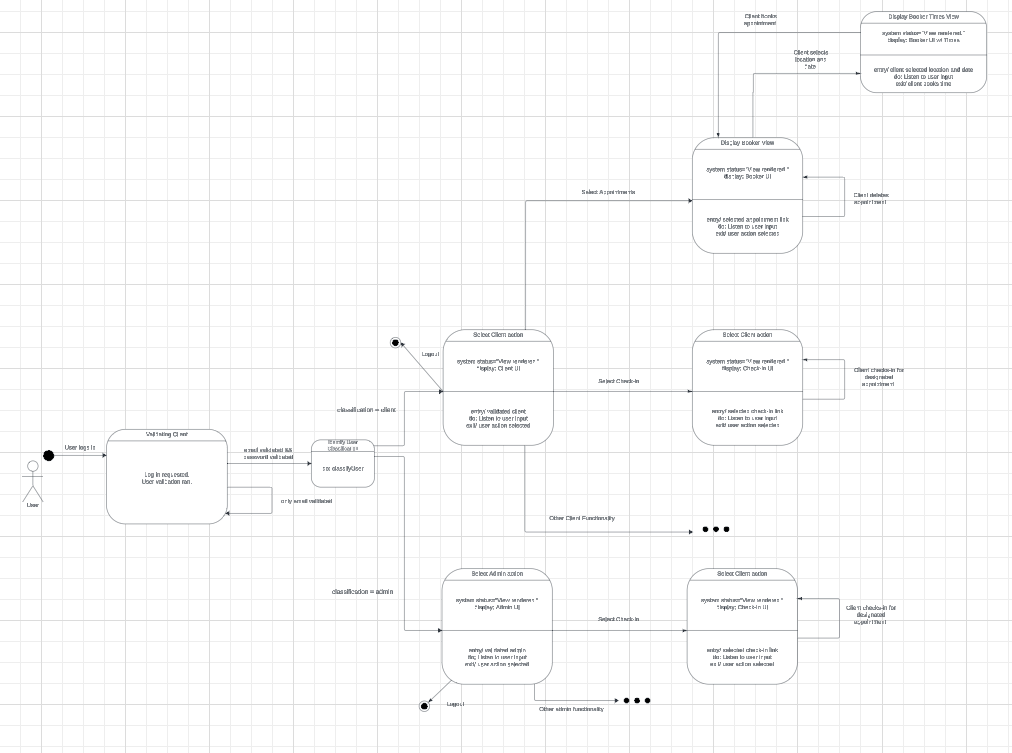 Client books
appointment
Display Booker Times View
system status="View rendered."
display: Booker UI w/ Times
Client selects
location and
date
entry/ client selected location and date
do: Listen to user input
exit/ client books time
Display Booker View
system status="View rendered."
display: Booker UI
Select Appointments
Client deletes
appointment
entry/ selected appointment link
do: Listen to user input
exit/ user action selected
Select Client action
Select Client action
Logout
system status="View rendered."
display: Client UI
system status="View rendered."
display: Check-in UI
Select Check-in
Client checks-in for
designated
appointment
classification = client
entry/ validated client
do: Listen to user input
exit/ user action selected
entry/ selected check-in link
do: Listen to user input
exit/ user action selected
Validating Client
User logs in
email validated &&
password validated
Identify User
Classification
do: classifyUser
Log in requested.
User validation ran.
only email validated
User
Other Client Functionality
Select Admin action
Select Client action
classification = admin
system status="View rendered."
display: Admin UI
system status="View rendered."
display: Check-in UI
Select Check-in
Client checks-in for
designated
appointment
entry/ validated admin
do: Listen to user input
exit/ user action selected
entry/ selected check-in link
do: Listen to user input
exit/ user action selected
Logout
Other admin functionality